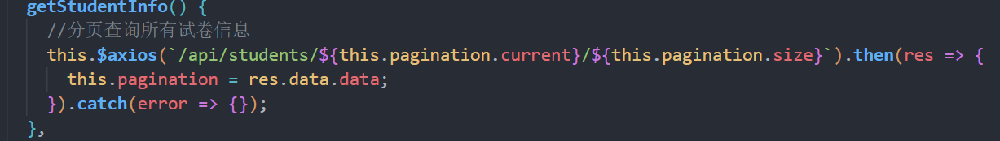 getStudentInfo() {
//分页查询所有试卷信息
this.$axios(`/api/students/${this.pagination.current}/${this.pagination.size}`).then(res => {
this.pagination = res.data.data;
}).catch(error => {});
},